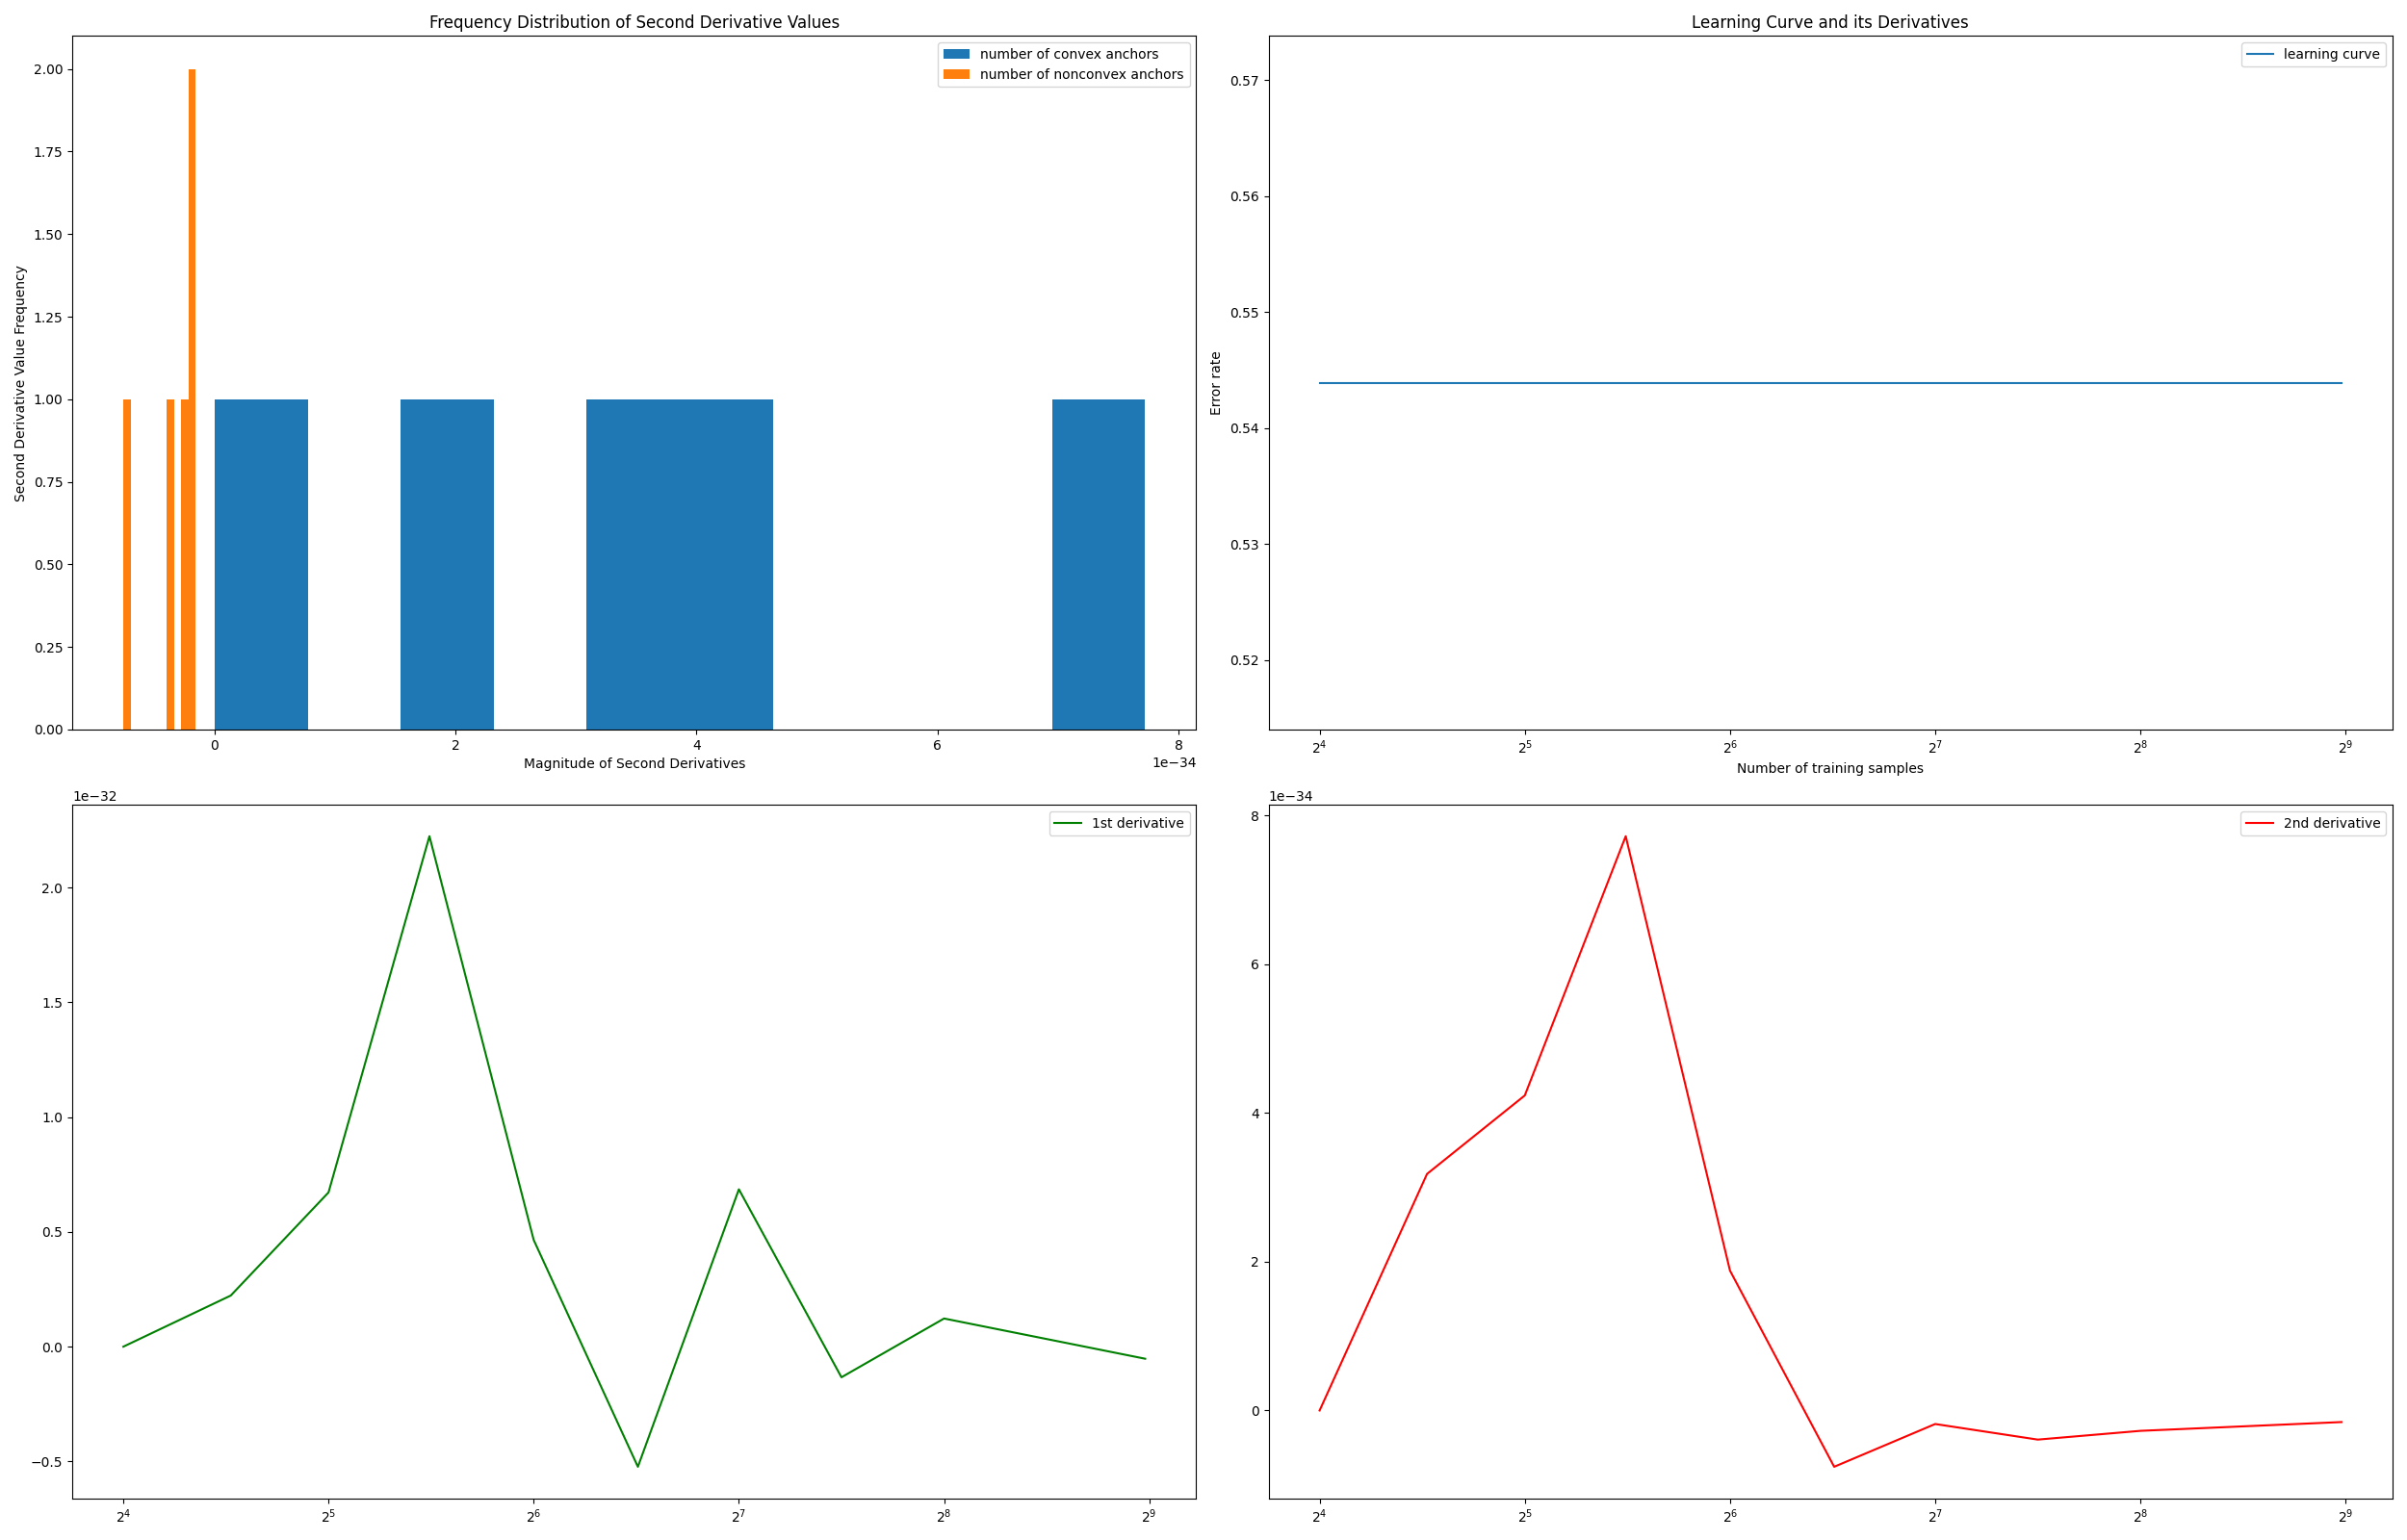 Frequency Distribution of Second Derivative Values
number of convex anchors
number of nonconvex anchors
2.00
1.75
1.50
1.25
1.00
0.75
0.50
0.25
0.00
Second Derivative Value Frequency
0 2 4 6 8
1e−34
Magnitude of Second Derivatives
Learning Curve and its Derivatives
learning curve
0.57
0.56
0.55
0.54
0.53
0.52
Error rate
2^4 2^5 2^6 2^7 2^8 2^9
Number of training samples
1e−32
1st derivative
2.0
1.5
1.0
0.5
0.0
−0.5
2^4 2^5 2^6 2^7 2^8 2^9
1e−34
2nd derivative
8
6
4
2
0
2^4 2^5 2^6 2^7 2^8 2^9